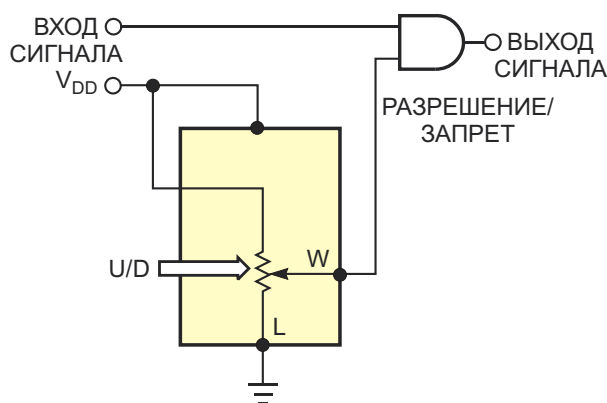 ВХОД
СИГНАЛА
V_DD
ВЫХОД
СИГНАЛА
РАЗРЕШЕНИЕ/
ЗАПРЕТ
U/D
W
L